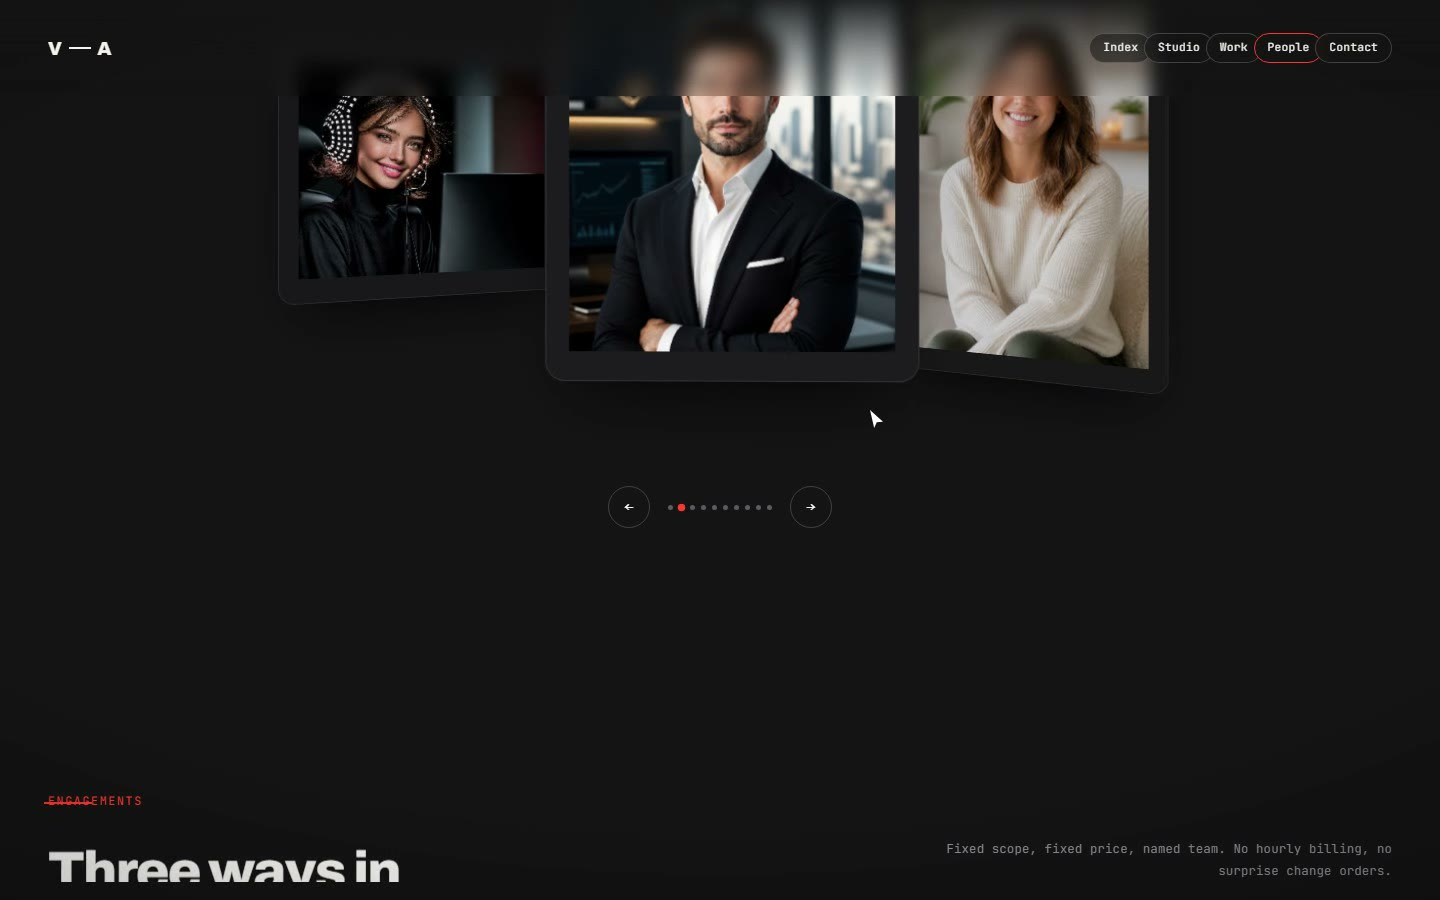 V — A
Index Studio Work People Contact
ENGAGEMENTS
Three ways in
Fixed scope, fixed price, named team. No hourly billing, no
surprise change orders.